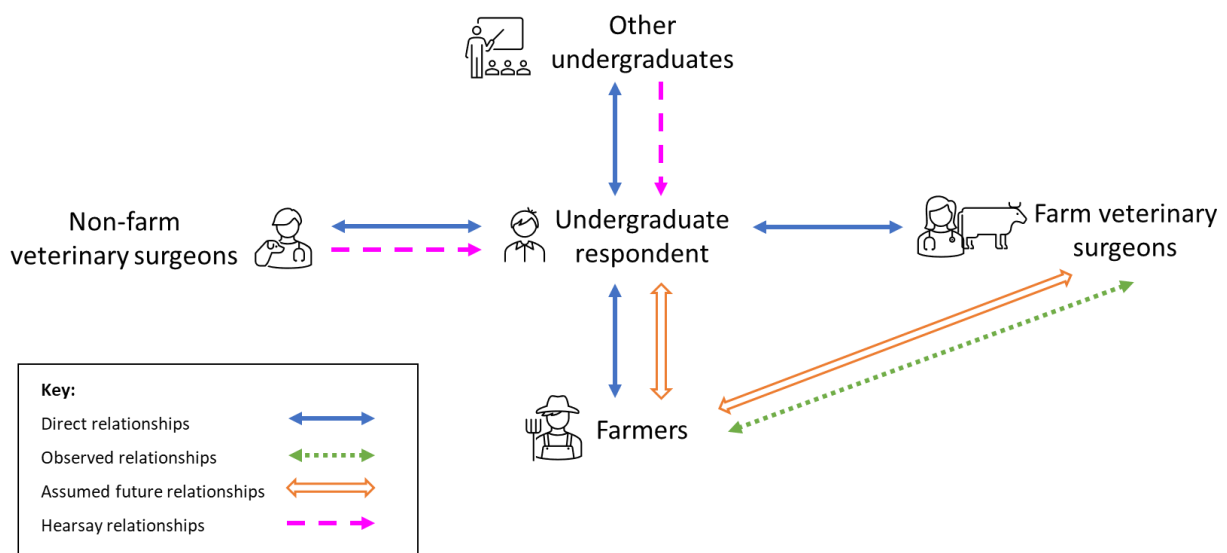 Other
undergraduates
Non-farm
veterinary surgeons
Undergraduate
respondent
Farm veterinary
surgeons
Farmers
Key:
Direct relationships
Observed relationships
Assumed future relationships
Hearsay relationships